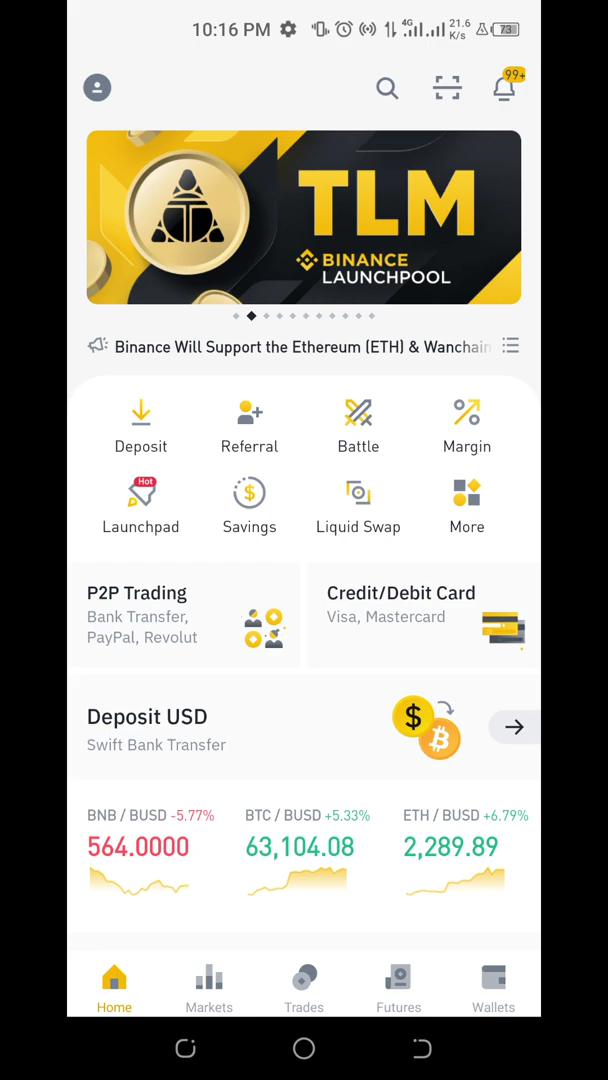 10:16 PM 4G 21.6 K/s 73
99+
TLM
BINANCE
LAUNCHPOOL
Binance Will Support the Ethereum (ETH) & Wanchain
Deposit Referral Battle Margin
Hot
Launchpad Savings Liquid Swap More
P2P Trading
Bank Transfer,
PayPal, Revolut
Credit/Debit Card
Visa, Mastercard
Deposit USD
Swift Bank Transfer
BNB / BUSD -5.77% BTC / BUSD +5.33% ETH / BUSD +6.79%
564.0000 63,104.08 2,289.89
Home Markets Trades Futures Wallets